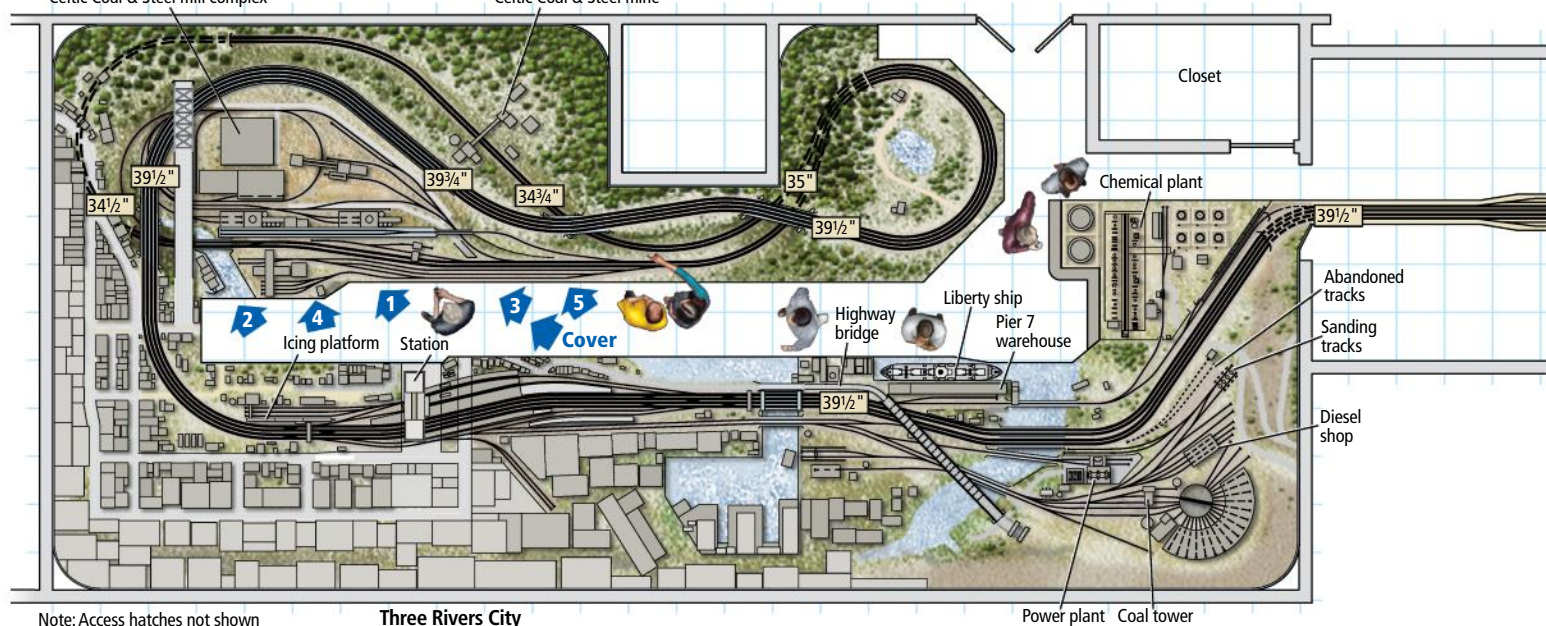 Celtic Coal & Steel mill complex
Celtic Coal & Steel mine
Closet
39½"
39¾"
34½"
34¾"
35"
39½"
Chemical plant
39½"
Abandoned
tracks
Sanding
tracks
1
2
3
4
5
Cover
Icing platform
Station
Highway
bridge
Liberty ship
Pier 7
warehouse
39½"
Diesel
shop
Note: Access hatches not shown
Three Rivers City
Power plant
Coal tower